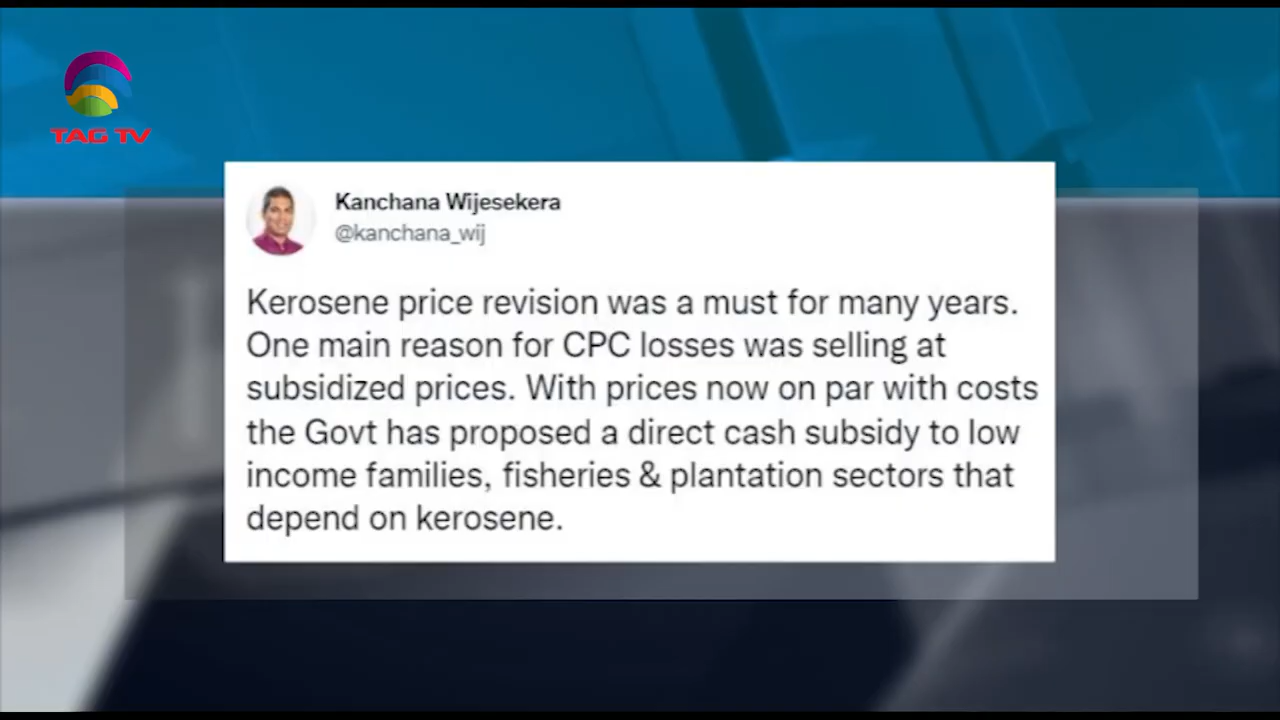 TAG TV
Kanchana Wijesekera
@kanchana_wij
Kerosene price revision was a must for many years.
One main reason for CPC losses was selling at
subsidized prices. With prices now on par with costs
the Govt has proposed a direct cash subsidy to low
income families, fisheries & plantation sectors that
depend on kerosene.